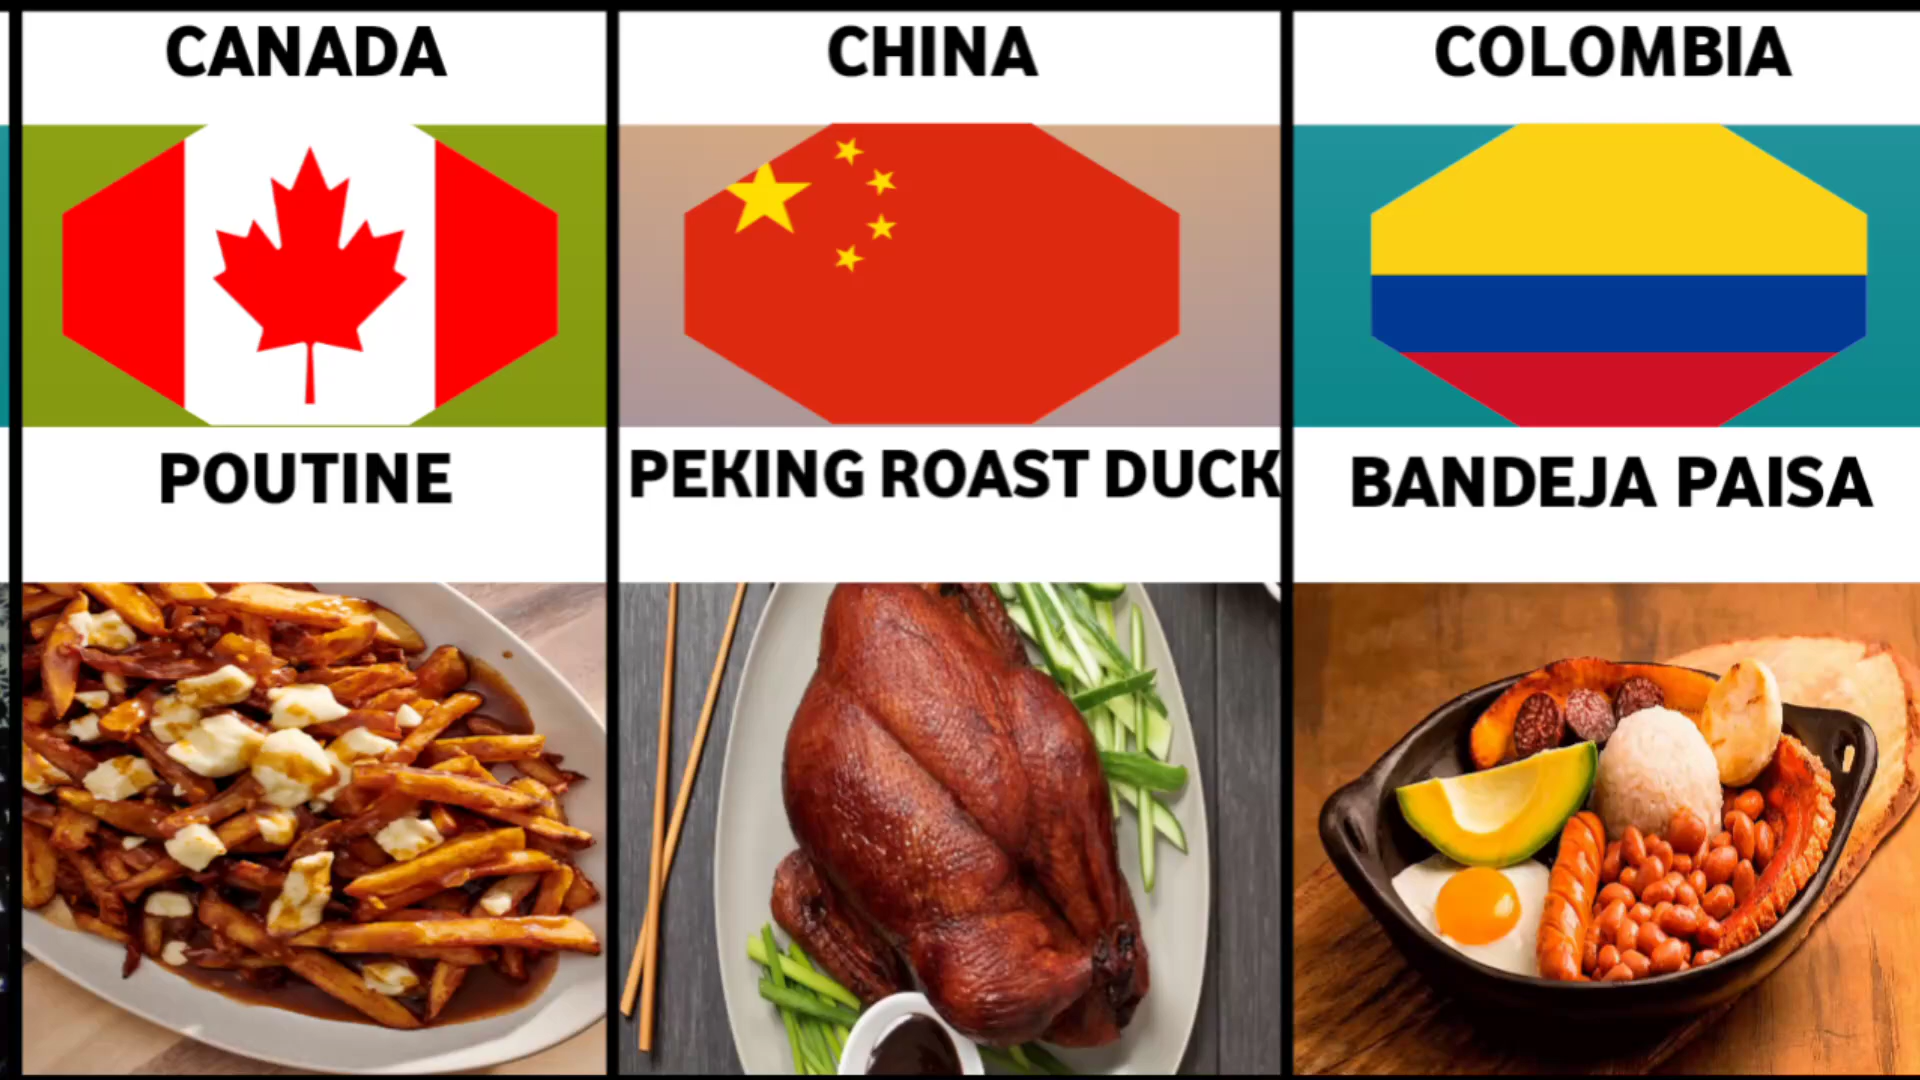 CANADA
CHINA
COLOMBIA
POUTINE
PEKING ROAST DUCK
BANDEJA PAISA